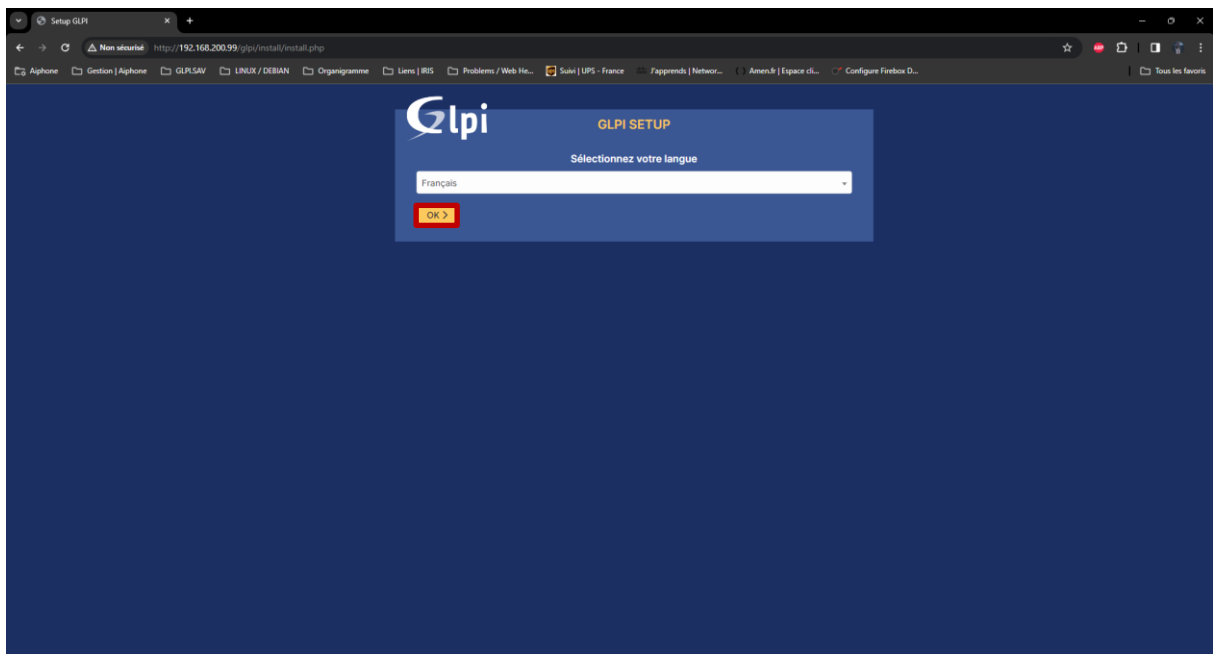 Setup GLPI
Non sécurisé http://192.168.200.99/glpi/install/install.php
Aiphone Gestion | Aiphone GLPI.SAV LINUX / DEBIAN Organigramme Liens | IRIS Problems / Web He... Suivi | UPS - France J'apprends | Networ... Amen.fr | Espace cli... Configure Firebox D... Tous les favoris
Glpi
GLPI SETUP
Sélectionnez votre langue
Français
OK >